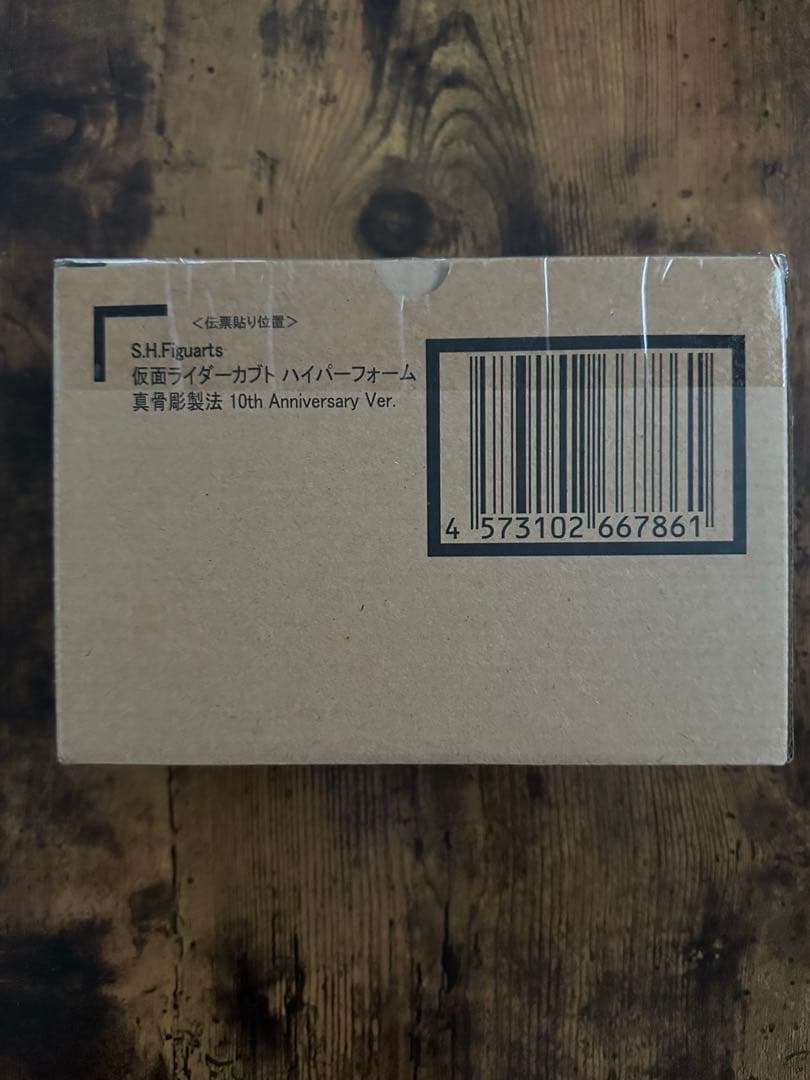 <伝票貼り位置>
S.H.Figuarts
仮面ライダーカブト ハイパーフォーム
真骨彫製法 10th Anniversary Ver.
4 573102 667861